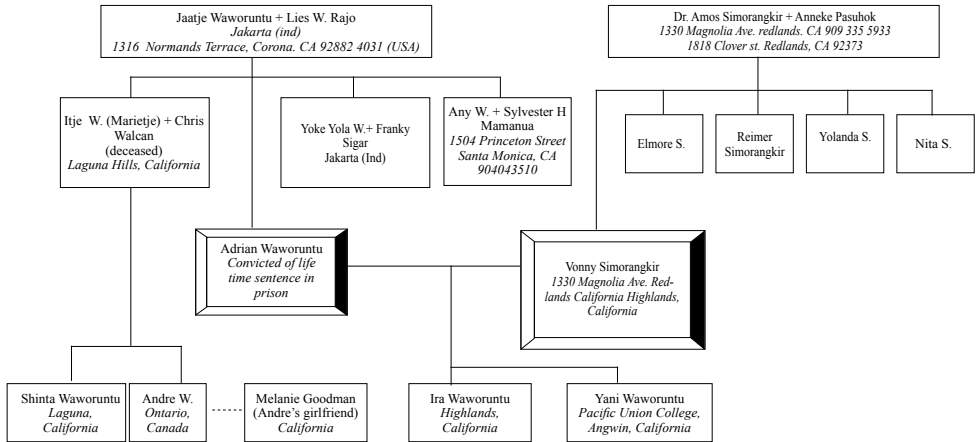 Jaatje Waworuntu + Lies W. Rajo
Jakarta (ind)
1316 Normands Terrace, Corona. CA 92882 4031 (USA)
Dr. Amos Simorangkir + Anneke Pasuhok
1330 Magnolia Ave. redlands. CA 909 335 5933
1818 Clover st. Redlands, CA 92373
Itje W. (Marietje) + Chris
Walcan
(deceased)
Laguna Hills, California
Yoke Yola W.+ Franky
Sigar
Jakarta (Ind)
Any W. + Sylvester H
Mamanua
1504 Princeton Street
Santa Monica, CA
904043510
Elmore S.
Reimer
Simorangkir
Yolanda S.
Nita S.
Adrian Waworuntu
Convicted of life
time sentence in
prison
Vonny Simorangkir
1330 Magnolia Ave. Red-
lands California Highlands,
California
Shinta Waworuntu
Laguna,
California
Andre W.
Ontario,
Canada
Melanie Goodman
(Andre's girlfriend)
California
Ira Waworuntu
Highlands,
California
Yani Waworuntu
Pacific Union College,
Angwin, California